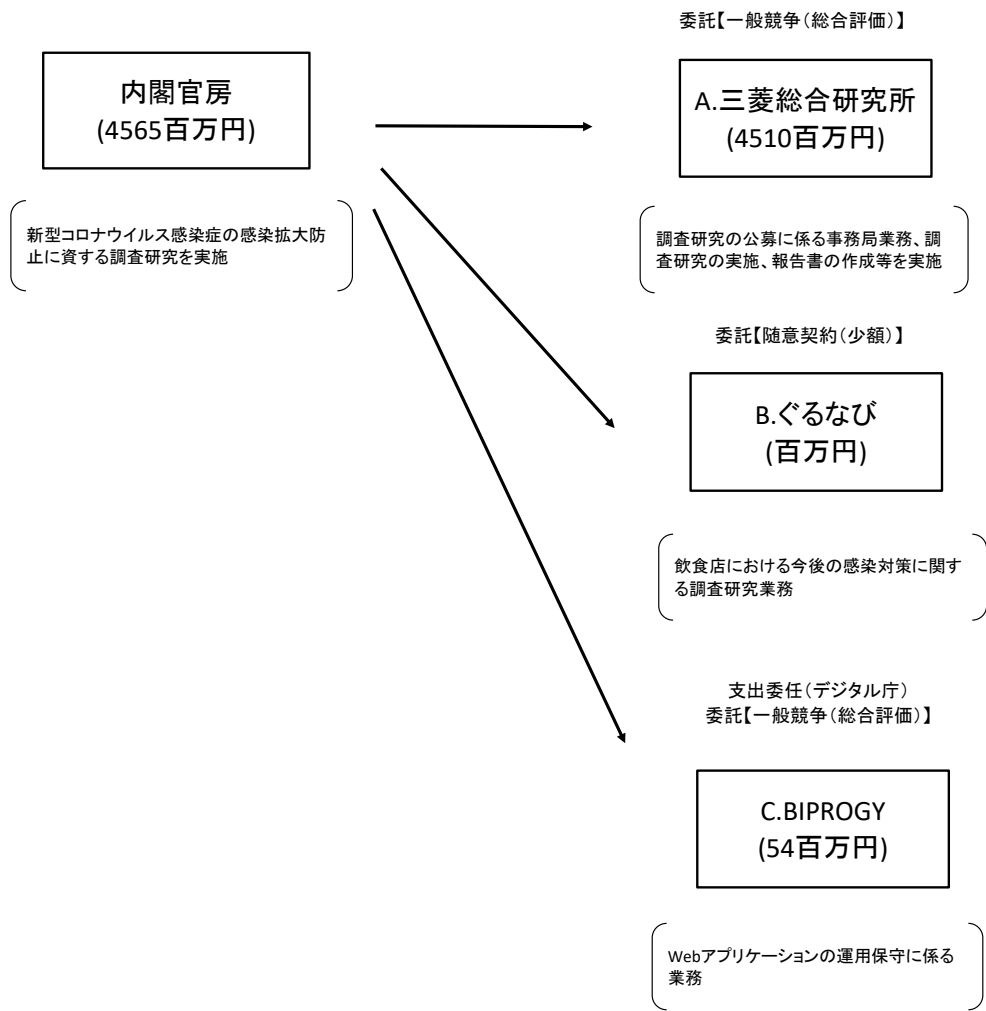 委託【一般競争(総合評価)】
内閣官房
(4565百万円)
A.三菱総合研究所
(4510百万円)
新型コロナウイルス感染症の感染拡大防
止に資する調査研究を実施
調査研究の公募に係る事務局業務、調
査研究の実施、報告書の作成等を実施
委託【随意契約(少額)】
B.ぐるなび
(百万円)
飲食店における今後の感染対策に関す
る調査研究業務
支出委任(デジタル庁)
委託【一般競争(総合評価)】
C.BIPROGY
(54百万円)
Webアプリケーションの運用保守に係る
業務